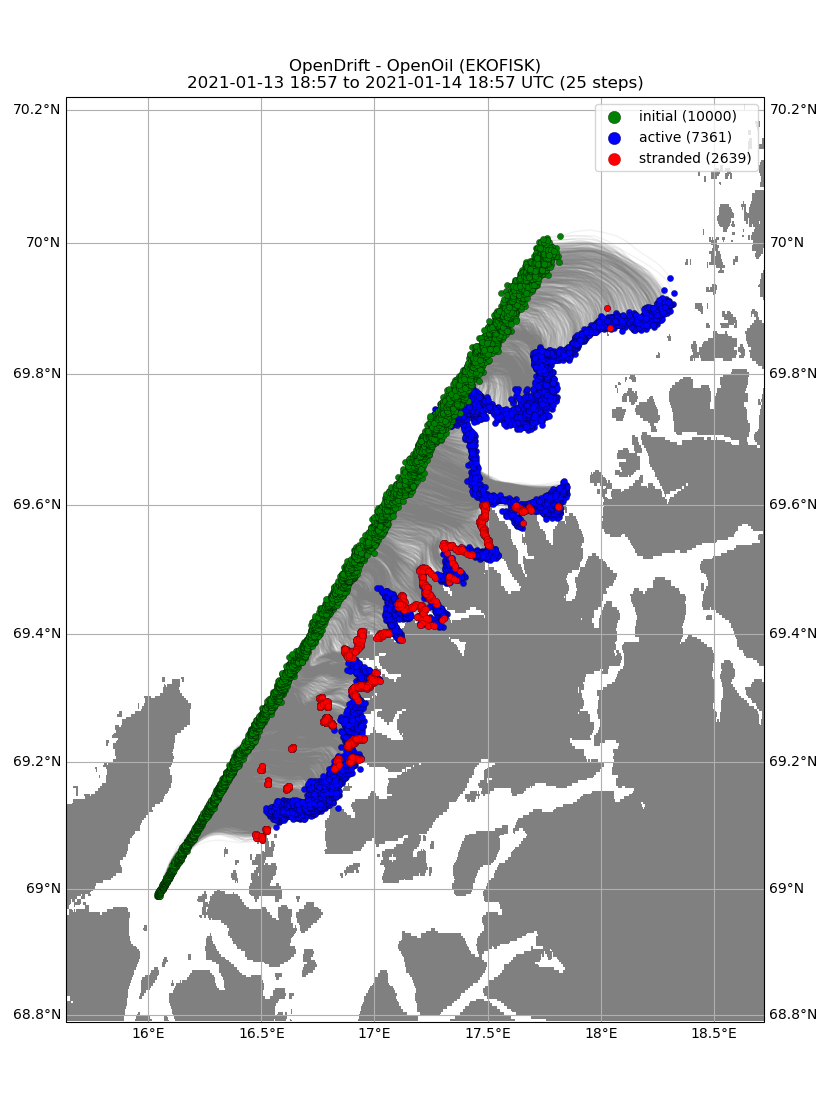 OpenDrift - OpenOil (EKOFISK)
2021-01-13 18:57 to 2021-01-14 18:57 UTC (25 steps)
initial (10000)
active (7361)
stranded (2639)
70.2°N 70.2°N
70°N 70°N
69.8°N 69.8°N
69.6°N 69.6°N
69.4°N 69.4°N
69.2°N 69.2°N
69°N 69°N
68.8°N 68.8°N
16°E 16.5°E 17°E 17.5°E 18°E 18.5°E